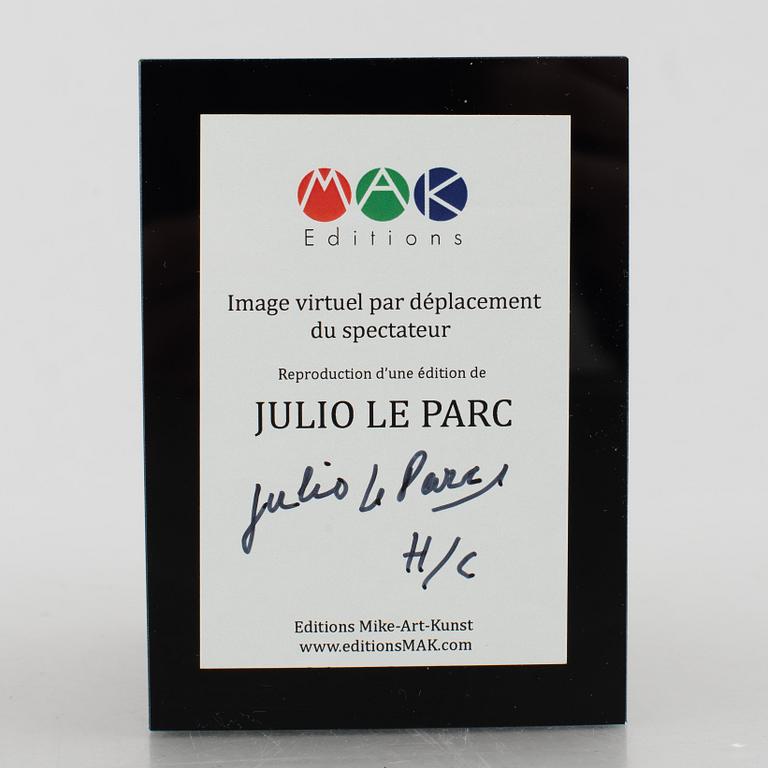 MAK
Editions
Image virtuel par déplacement
du spectateur
Reproduction d'une édition de
JULIO LE PARC
Julio Le Parc
H/C
Editions Mike-Art-Kunst
www.editionsMAK.com